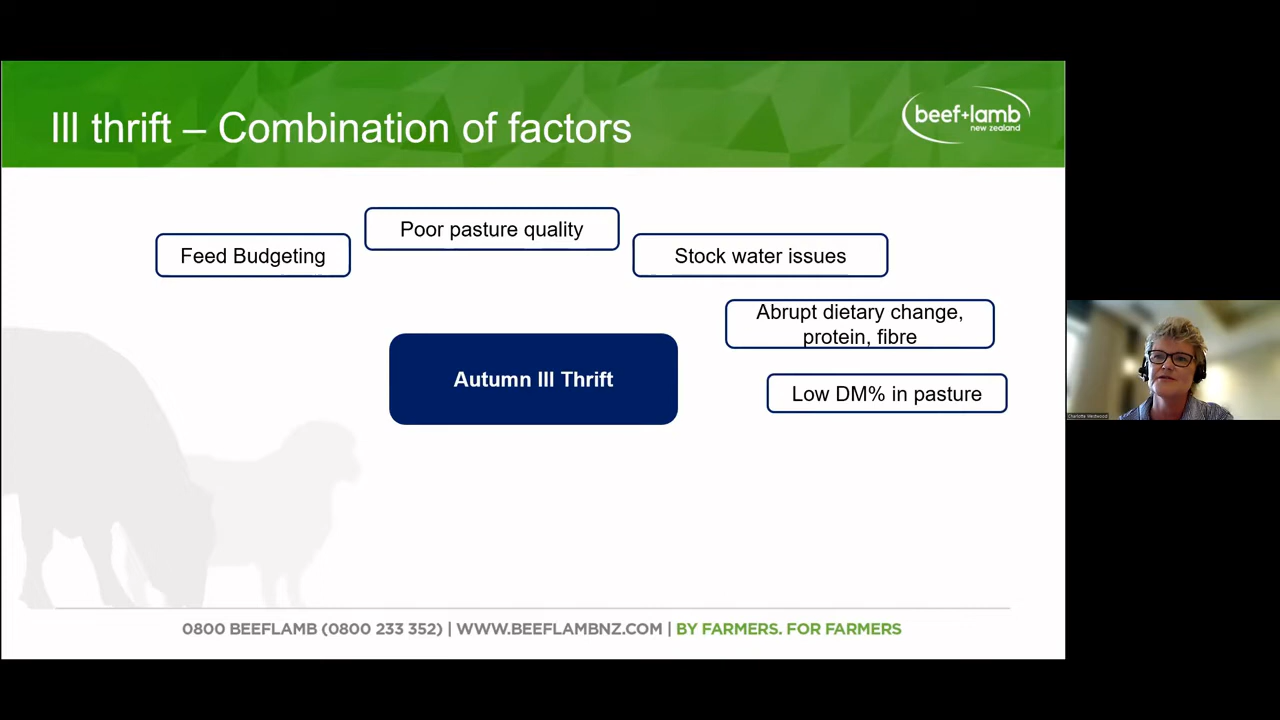 Ill thrift – Combination of factors
beef+lamb
new zealand
Poor pasture quality
Feed Budgeting
Stock water issues
Abrupt dietary change,
protein, fibre
Autumn Ill Thrift
Low DM% in pasture
Charlotte Westwood
0800 BEEFLAMB (0800 233 352) | WWW.BEEFLAMBNZ.COM | BY FARMERS. FOR FARMERS